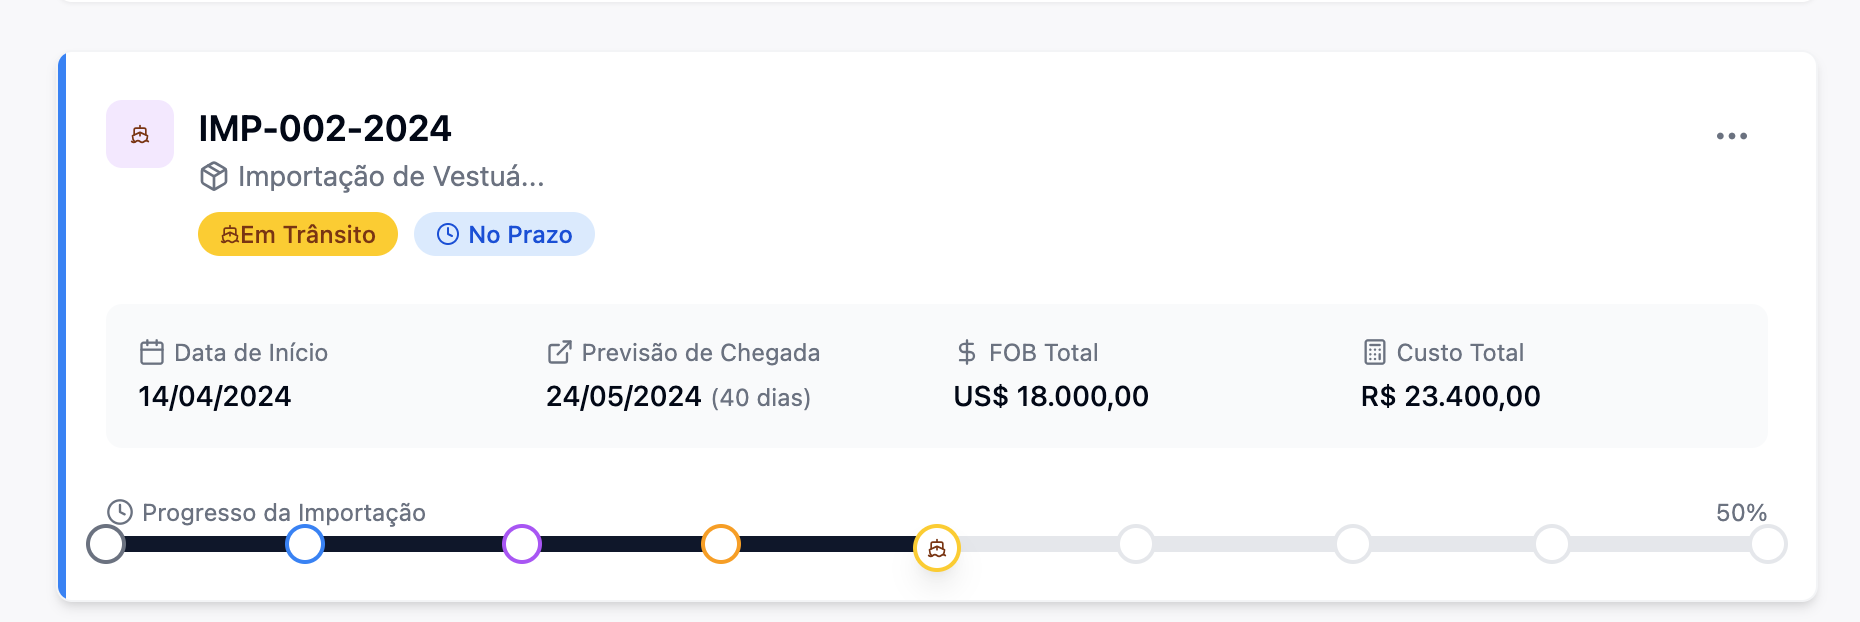 IMP-002-2024
Importação de Vestuá...
Em Trânsito No Prazo
Data de Início Previsão de Chegada FOB Total Custo Total
14/04/2024 24/05/2024 (40 dias) US$ 18.000,00 R$ 23.400,00
Progresso da Importação 50%